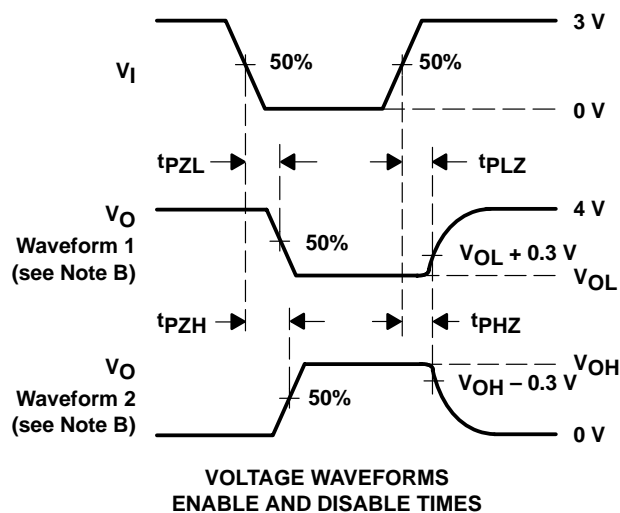 3 V
VI
50%
50%
0 V
tPZL
tPLZ
VO
Waveform 1
(see Note B)
4 V
50%
VOL + 0.3 V
VOL
tPZH
tPHZ
VO
Waveform 2
(see Note B)
VOH
VOH – 0.3 V
50%
0 V
VOLTAGE WAVEFORMS
ENABLE AND DISABLE TIMES